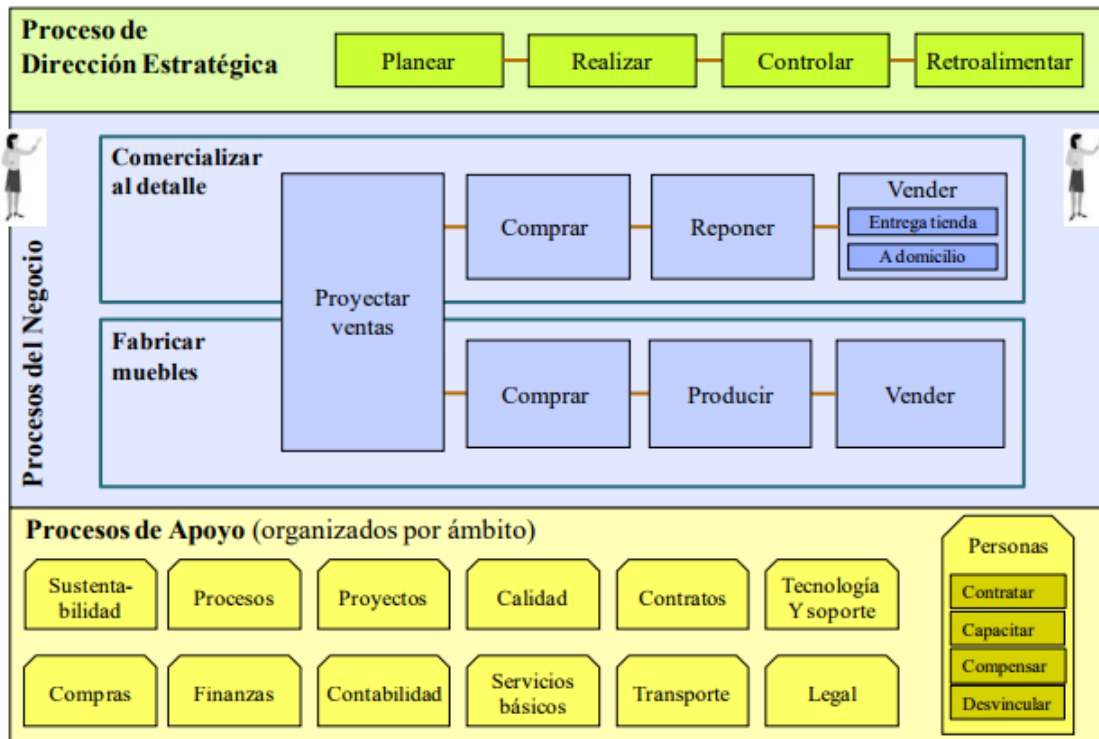 Proceso de
Dirección Estratégica
Planear
Realizar
Controlar
Retroalimentar
Procesos del Negocio
Comercializar
al detalle
Proyectar
ventas
Comprar
Reponer
Vender
Entrega tienda
A domicilio
Fabricar
muebles
Comprar
Producir
Vender
Procesos de Apoyo (organizados por ámbito)
Sustenta-
bilidad
Procesos
Proyectos
Calidad
Contratos
Tecnología
Y soporte
Compras
Finanzas
Contabilidad
Servicios
básicos
Transporte
Legal
Personas
Contratar
Capacitar
Compensar
Desvincular